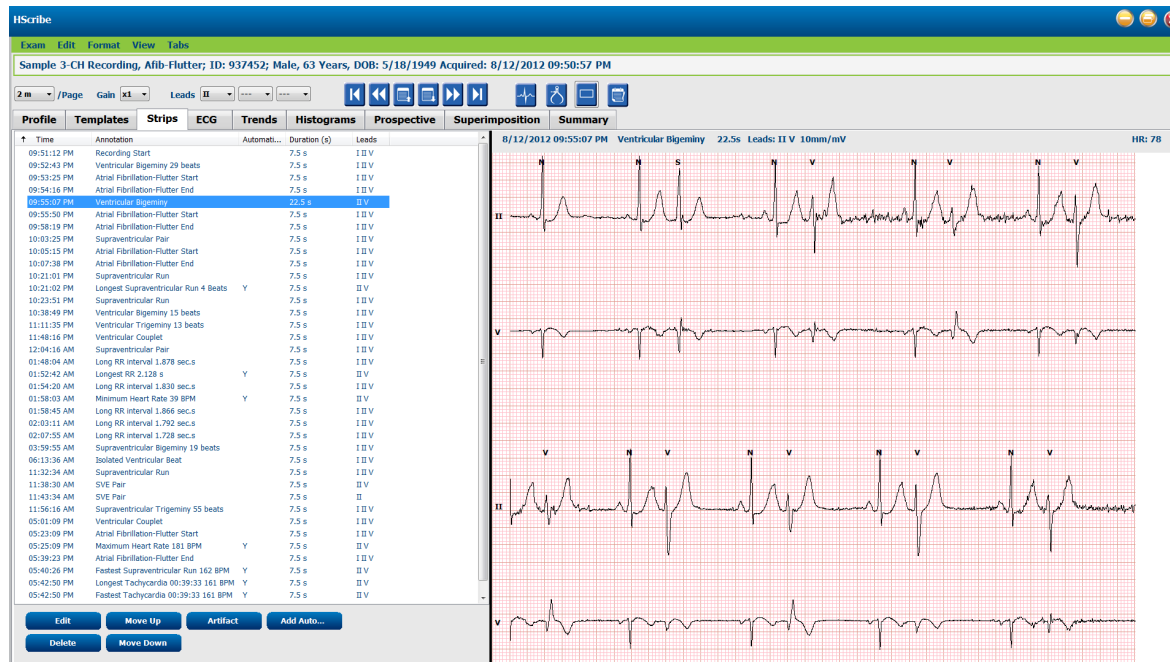 HScribe
Exam Edit Format View Tabs
Sample 3-CH Recording, Afib-Flutter; ID: 937452; Male, 63 Years, DOB: 5/18/1949 Acquired: 8/12/2012 09:50:57 PM
2 m /Page Gain x1 Leads II --- ---
Profile Templates Strips ECG Trends Histograms Prospective Superimposition Summary
↑ Time Annotation Automati... Duration (s) Leads
09:51:12 PM Recording Start 7.5 s I II V
09:52:43 PM Ventricular Bigeminy 29 beats 7.5 s I II V
09:53:25 PM Atrial Fibrillation-Flutter Start 7.5 s I II V
09:54:16 PM Atrial Fibrillation-Flutter End 7.5 s I II V
09:55:07 PM Ventricular Bigeminy 22.5 s II V
09:55:50 PM Atrial Fibrillation-Flutter Start 7.5 s I II V
09:58:19 PM Atrial Fibrillation-Flutter End 7.5 s I II V
10:03:25 PM Supraventricular Pair 7.5 s I II V
10:05:15 PM Atrial Fibrillation-Flutter Start 7.5 s I II V
10:07:38 PM Atrial Fibrillation-Flutter End 7.5 s I II V
10:21:01 PM Supraventricular Run 7.5 s I II V
10:21:02 PM Longest Supraventricular Run 4 Beats Y 7.5 s II V
10:23:51 PM Supraventricular Run 7.5 s I II V
10:38:49 PM Ventricular Bigeminy 15 beats 7.5 s I II V
11:11:35 PM Ventricular Trigeminy 13 beats 7.5 s I II V
11:48:16 PM Ventricular Couplet 7.5 s I II V
12:04:16 AM Supraventricular Pair 7.5 s I II V
01:48:04 AM Long RR interval 1.878 sec.s 7.5 s I II V
01:52:42 AM Longest RR 2.128 s Y 7.5 s II V
01:54:20 AM Long RR interval 1.830 sec.s 7.5 s I II V
01:58:03 AM Minimum Heart Rate 39 BPM Y 7.5 s II V
01:58:45 AM Long RR interval 1.866 sec.s 7.5 s I II V
02:03:11 AM Long RR interval 1.792 sec.s 7.5 s I II V
02:07:55 AM Long RR interval 1.728 sec.s 7.5 s I II V
03:59:55 AM Supraventricular Bigeminy 19 beats 7.5 s I II V
06:13:36 AM Isolated Ventricular Beat 7.5 s I II V
11:32:34 AM Supraventricular Run 7.5 s I II V
11:38:30 AM SVE Pair 7.5 s II V
11:43:34 AM SVE Pair 7.5 s II
11:56:16 AM Supraventricular Trigeminy 55 beats 7.5 s I II V
05:01:09 PM Ventricular Couplet 7.5 s I II V
05:23:09 PM Atrial Fibrillation-Flutter Start 7.5 s I II V
05:25:09 PM Maximum Heart Rate 181 BPM Y 7.5 s II V
05:39:23 PM Atrial Fibrillation-Flutter End 7.5 s I II V
05:40:26 PM Fastest Supraventricular Run 162 BPM Y 7.5 s II V
05:42:50 PM Longest Tachycardia 00:39:33 161 BPM Y 7.5 s II V
05:42:50 PM Fastest Tachycardia 00:39:33 161 BPM Y 7.5 s II V
Edit Move Up Artifact Add Auto...
Delete Move Down
8/12/2012 09:55:07 PM Ventricular Bigeminy 22.5s Leads: II V 10mm/mV HR: 78
N N S N V N V N V
II
V
V N V N V N V N V
II
V